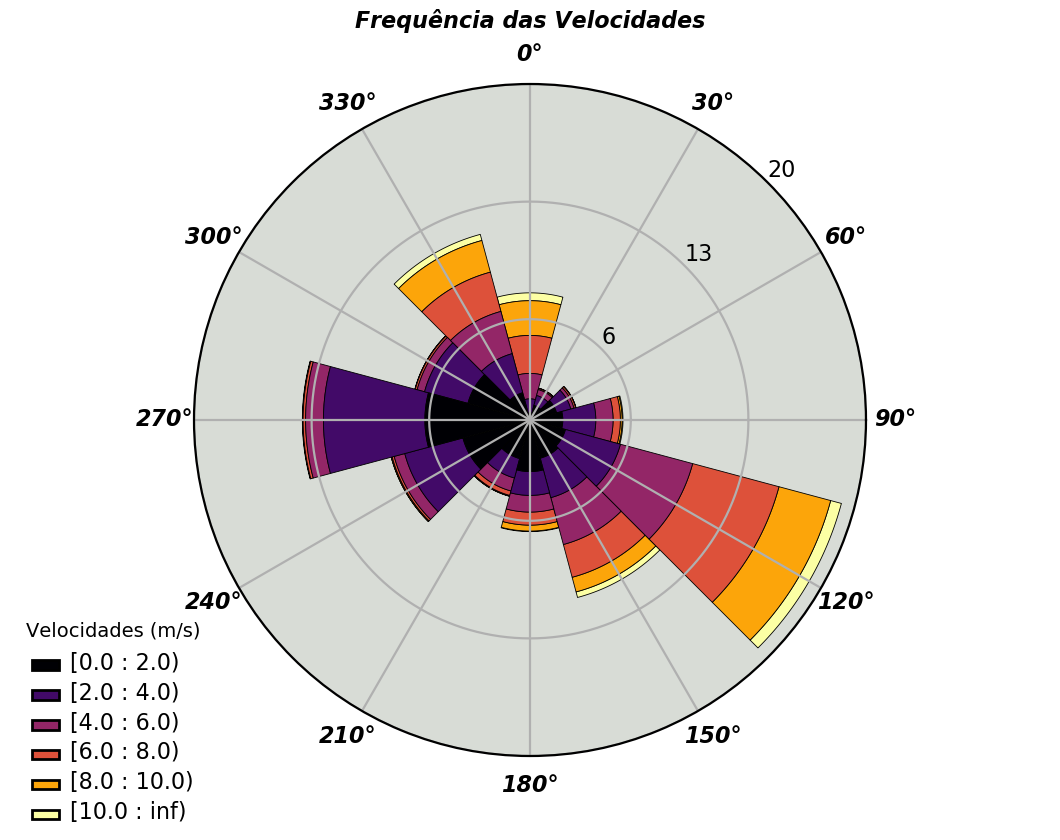 Frequência das Velocidades
0°
330°
30°
20
300°
60°
13
6
270°
90°
240°
120°
210°
150°
180°
Velocidades (m/s)
[0.0 : 2.0)
[2.0 : 4.0)
[4.0 : 6.0)
[6.0 : 8.0)
[8.0 : 10.0)
[10.0 : inf)